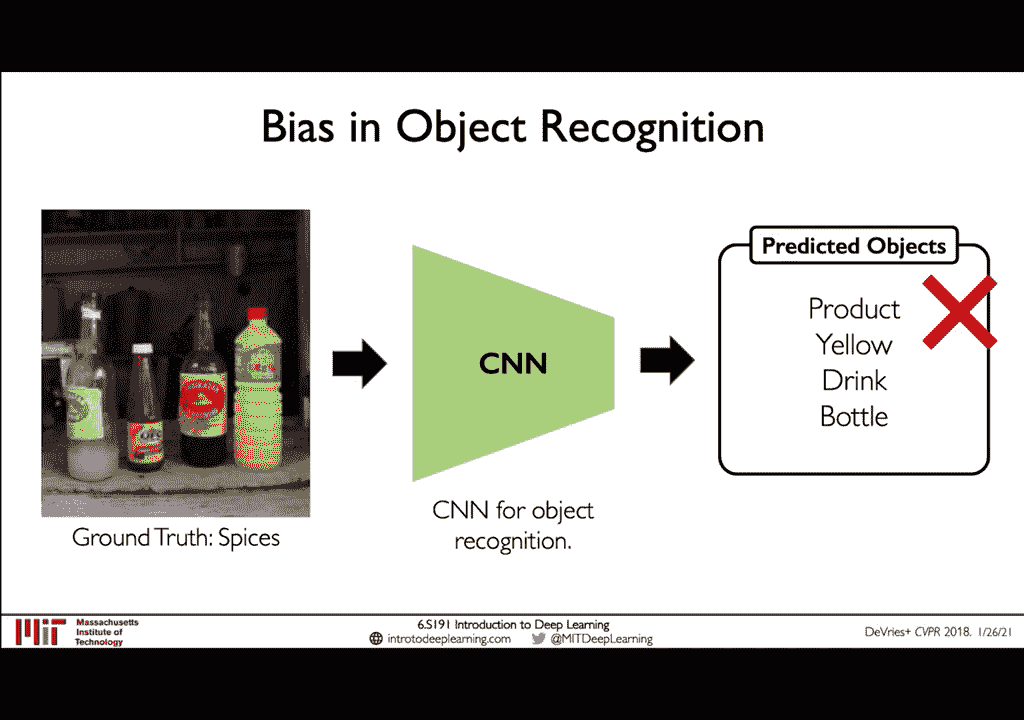 Bias in Object Recognition
Predicted Objects
Product
Yellow
Drink
Bottle
CNN
CNN for object
recognition.
Ground Truth: Spices
Massachusetts
Institute of
Technology
6.S191 Introduction to Deep Learning
introtodeeplearning.com @MITDeepLearning
DeVries+ CVPR 2018. 1/26/21